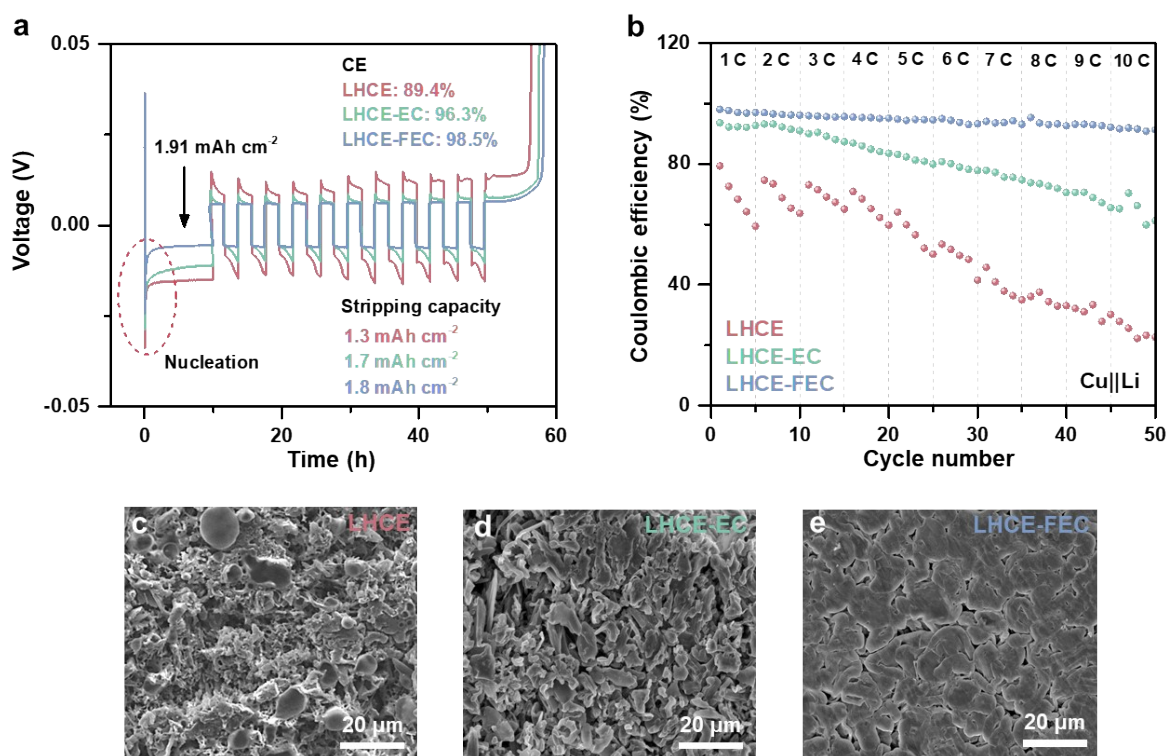 a
0.05
0.00
-0.05
Voltage (V)
CE
LHCE: 89.4%
LHCE-EC: 96.3%
LHCE-FEC: 98.5%
1.91 mAh cm⁻²
Nucleation
Stripping capacity
1.3 mAh cm⁻²
1.7 mAh cm⁻²
1.8 mAh cm⁻²
0 20 40 60
Time (h)
b
120
80
40
0
Coulombic efficiency (%)
1 C 2 C 3 C 4 C 5 C 6 C 7 C 8 C 9 C 10 C
LHCE
LHCE-EC
LHCE-FEC
Cu||Li
0 10 20 30 40 50
Cycle number
c LHCE
20 µm
d LHCE-EC
20 µm
e LHCE-FEC
20 µm